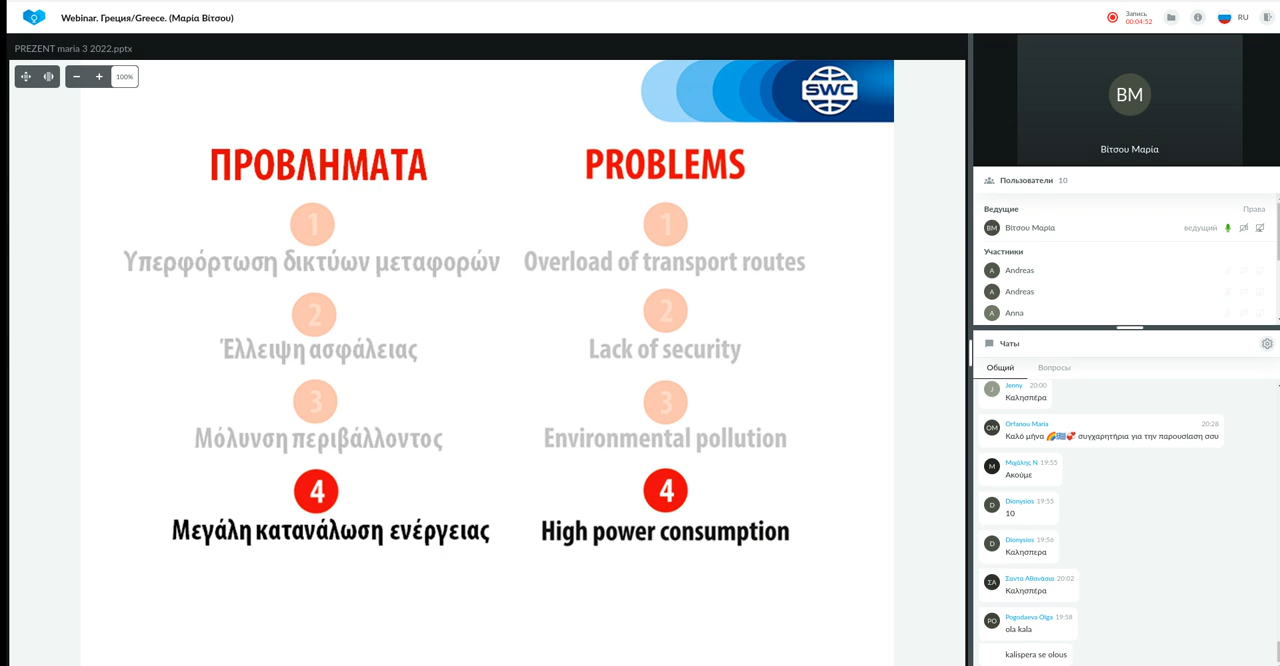 Webinar. Греция/Greece. (Μαρία Βίτσου)
Запись
00:04:52
RU
PREZENT maria 3 2022.pptx
100%
SWC
ΠΡΟΒΛΗΜΑΤΑ
PROBLEMS
1
1
Υπερφόρτωση δικτύων μεταφορών
Overload of transport routes
2
2
Έλλειψη ασφάλειας
Lack of security
3
3
Μόλυνση περιβάλλοντος
Environmental pollution
4
4
Μεγάλη κατανάλωση ενέργειας
High power consumption
ΒΜ
Βίτσου Μαρία
Пользователи 10
Ведущие Права
ΒΜ Βίτσου Μαρία ведущий
Участники
A Andreas
A Andreas
A Anna
Чаты
Общий Вопросы
J Jenny 20:00
Καλησπέρα
OM Orfanou Maria 20:26
Καλό μήνα 🌈🇬🇷💞 συγχαρητήρια για την παρουσίαση σου
Μ Μιχάλης Ν 19:55
Ακούμε
D Dionysios 19:55
10
D Dionysios 19:56
Καλησπερα
ΣΑ Σαντα Αθανάσια 20:02
Καλησπέρα
PO Pogodaeva Olga 19:58
ola kala
kalispera se olous